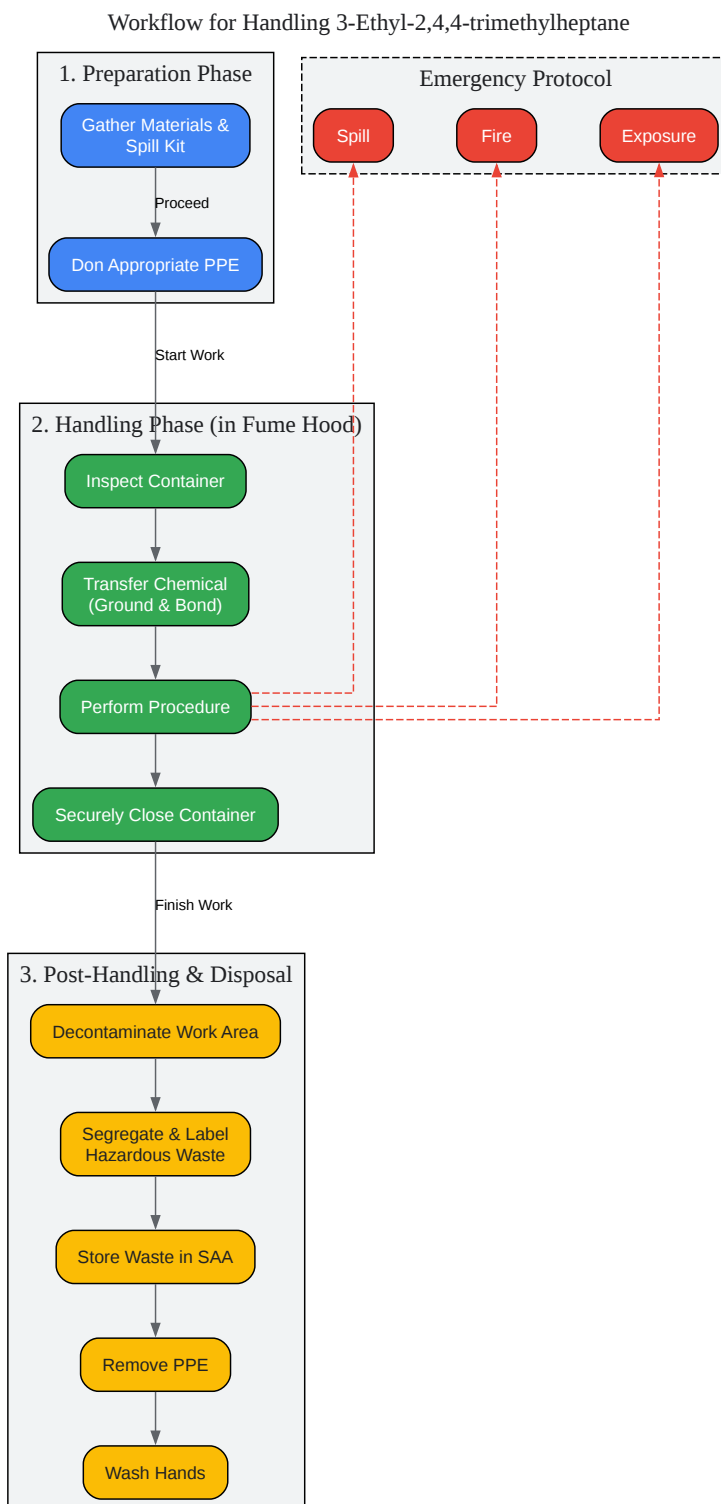 Workflow for Handling 3-Ethyl-2,4,4-trimethylheptane
1. Preparation Phase
Gather Materials &
Spill Kit
Proceed
Don Appropriate PPE
Start Work
Emergency Protocol
Spill
Fire
Exposure
2. Handling Phase (in Fume Hood)
Inspect Container
Transfer Chemical
(Ground & Bond)
Perform Procedure
Securely Close Container
Finish Work
3. Post-Handling & Disposal
Decontaminate Work Area
Segregate & Label
Hazardous Waste
Store Waste in SAA
Remove PPE
Wash Hands